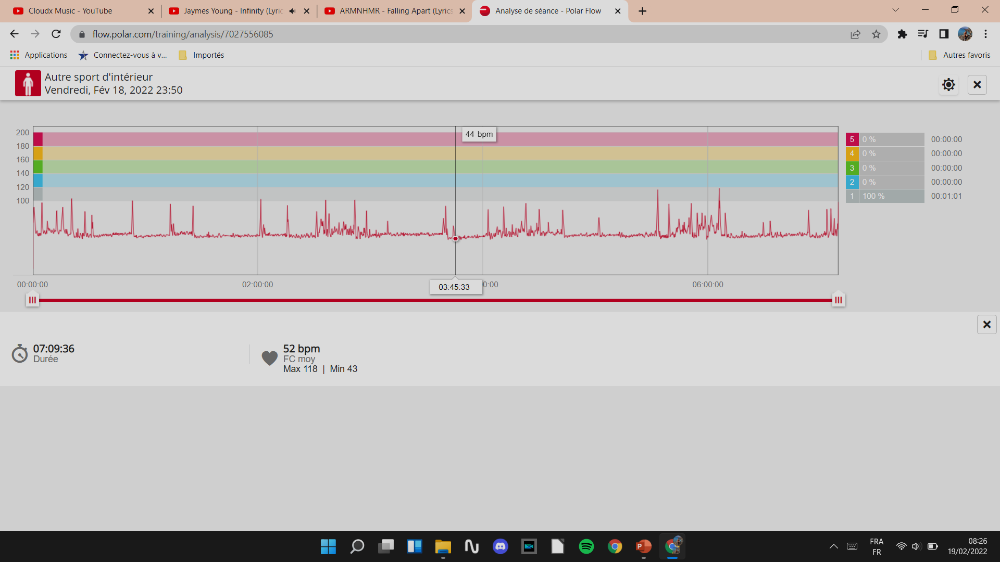 Cloudx Music - YouTube
Jaymes Young - Infinity (Lyric
ARMNHMR - Falling Apart (Lyrics
Analyse de séance - Polar Flow
flow.polar.com/training/analysis/7027556085
Applications
Connectez-vous à v...
Importés
Autres favoris
Autre sport d'intérieur
Vendredi, Fév 18, 2022 23:50
44 bpm
200
180
160
140
120
100
5 0 % 00:00:00
4 0 % 00:00:00
3 0 % 00:00:00
2 0 % 00:00:00
1 100 % 00:01:01
00:00:00
02:00:00
03:45:33
00:00
06:00:00
07:09:36
Durée
52 bpm
FC moy
Max 118 | Min 43
FRA
FR
08:26
19/02/2022